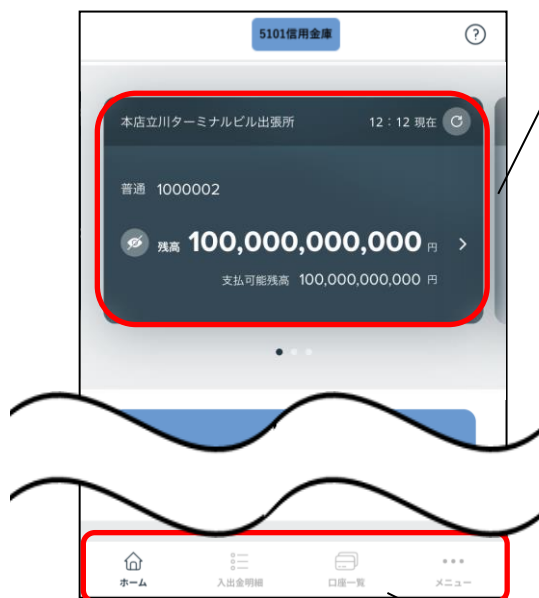 5101信用金庫 ?
本店立川ターミナルビル出張所 12：12 現在
普通 1000002
残高 100,000,000,000 円
支払可能残高 100,000,000,000 円
ホーム 入出金明細 口座一覧 メニュー